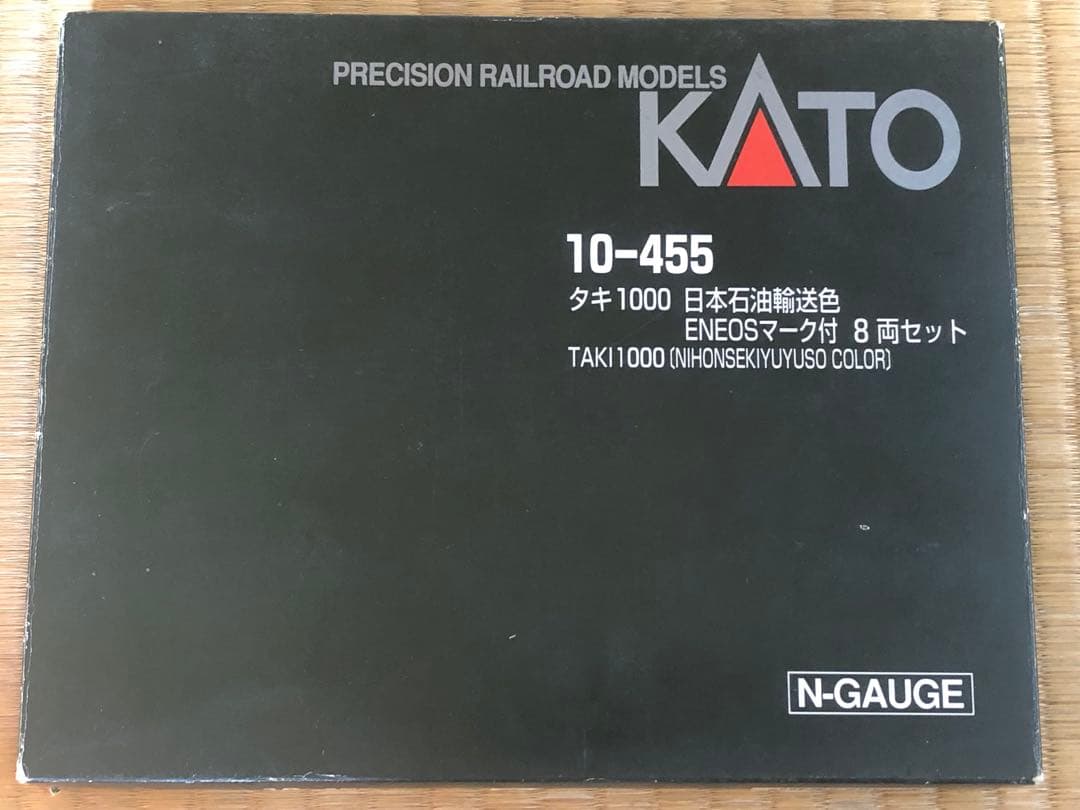 PRECISION RAILROAD MODELS
KATO
10-455
タキ1000 日本石油輸送色
ENEOSマーク付 8両セット
TAKI1000（NIHONSEKIYUYUSO COLOR）
N-GAUGE